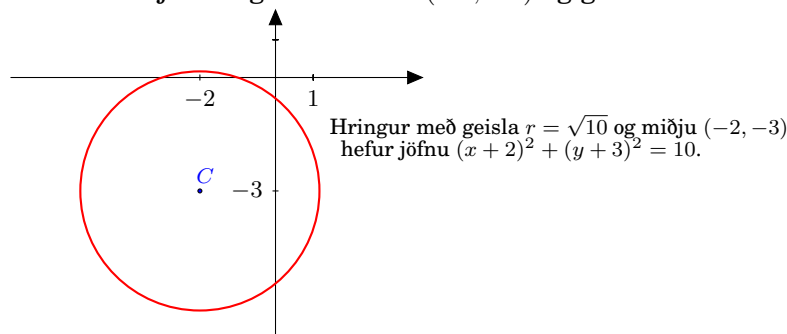 −2
1
Hringur með geisla r = √10 og miðju (−2, −3)
hefur jöfnu (x + 2)² + (y + 3)² = 10.
C
−3